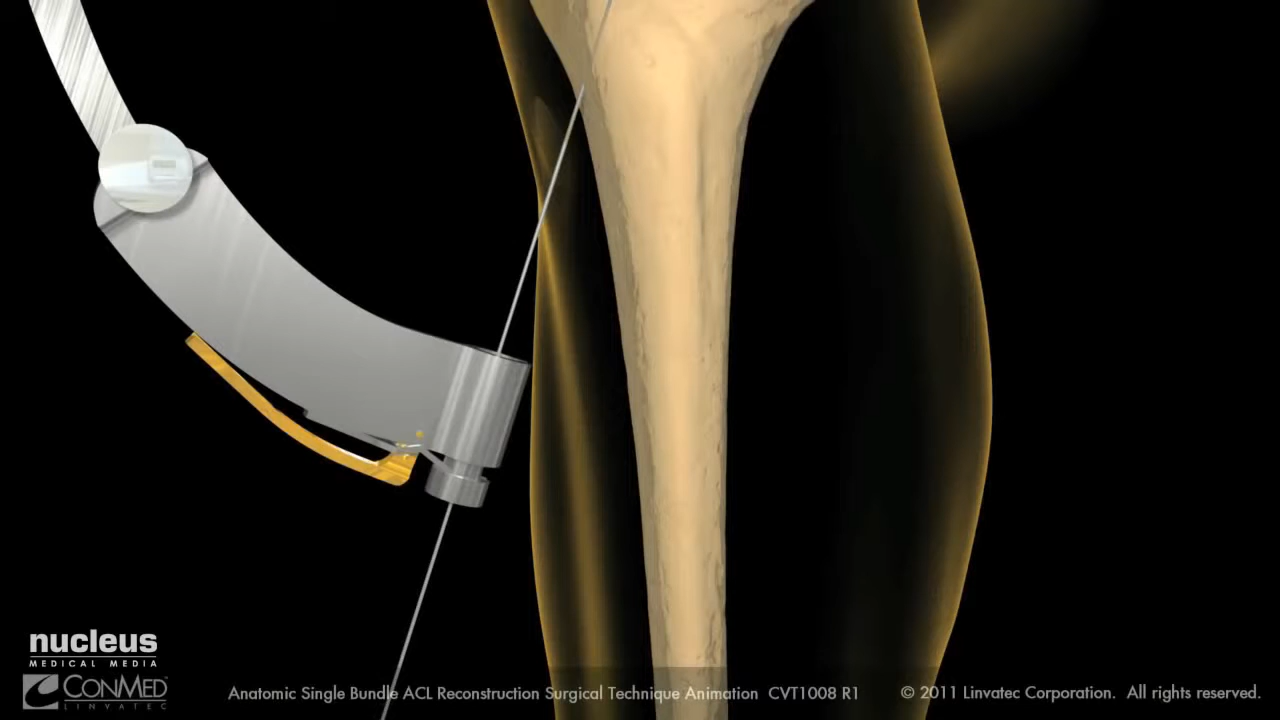 nucleus
MEDICAL MEDIA
CONMED
LINVATEC
Anatomic Single Bundle ACL Reconstruction Surgical Technique Animation CVT1008 R1 © 2011 Linvatec Corporation. All rights reserved.